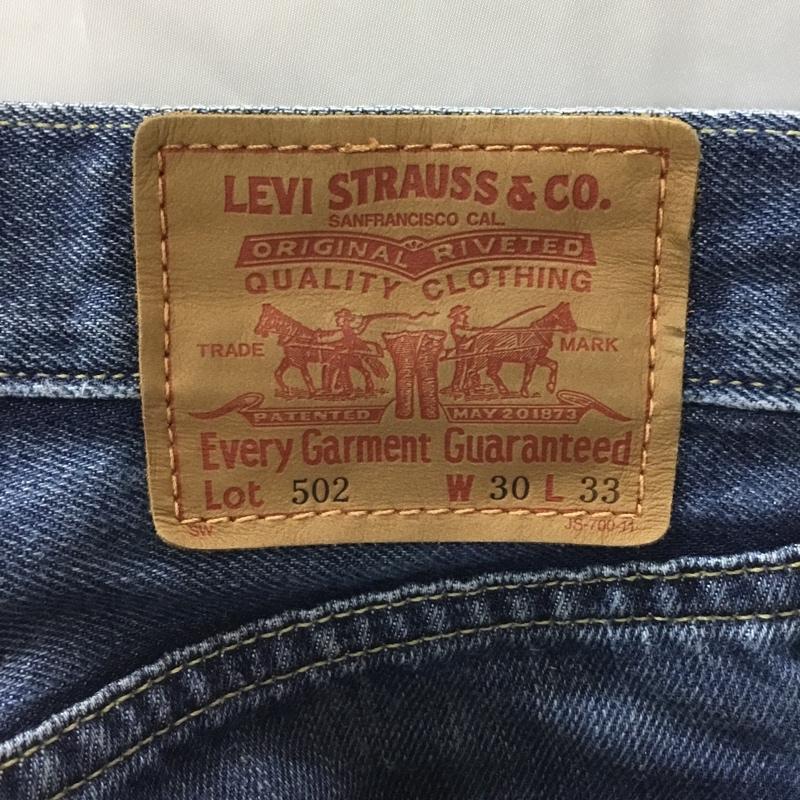 LEVI STRAUSS & CO.
SANFRANCISCO CAL.
ORIGINAL RIVETED
QUALITY CLOTHING
TRADE MARK
PATENTED MAY 20 1873
Every Garment Guaranteed
Lot 502 W 30 L 33
SW JS-700-11